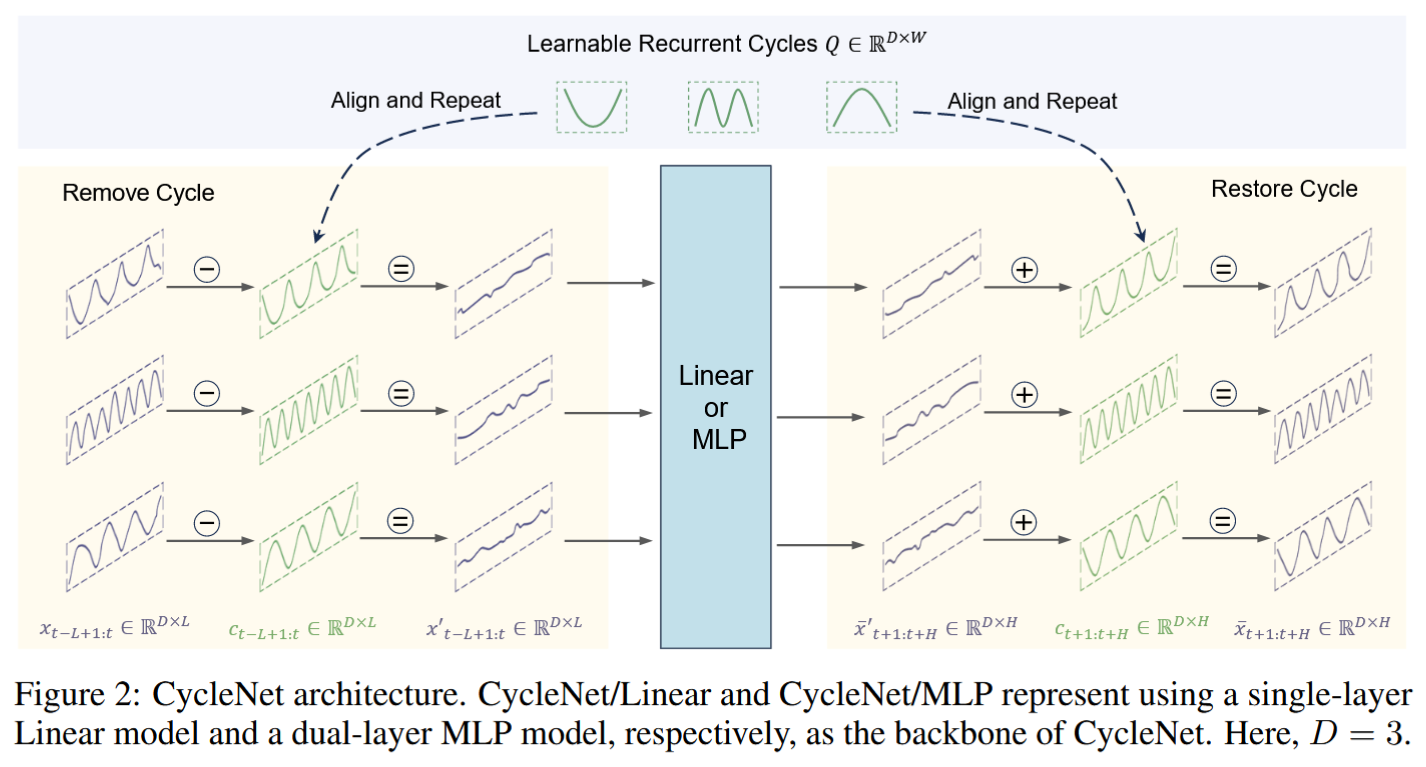 Learnable Recurrent Cycles Q ∈ ℝ^{D×W}
Align and Repeat
Align and Repeat
Remove Cycle
Restore Cycle
− = + =
− = + =
− = + =
Linear
or
MLP
x_{t−L+1:t} ∈ ℝ^{D×L}
c_{t−L+1:t} ∈ ℝ^{D×L}
x'_{t−L+1:t} ∈ ℝ^{D×L}
x̄'_{t+1:t+H} ∈ ℝ^{D×H}
c_{t+1:t+H} ∈ ℝ^{D×H}
x̄_{t+1:t+H} ∈ ℝ^{D×H}
Figure 2: CycleNet architecture. CycleNet/Linear and CycleNet/MLP represent using a single-layer
Linear model and a dual-layer MLP model, respectively, as the backbone of CycleNet. Here, D = 3.